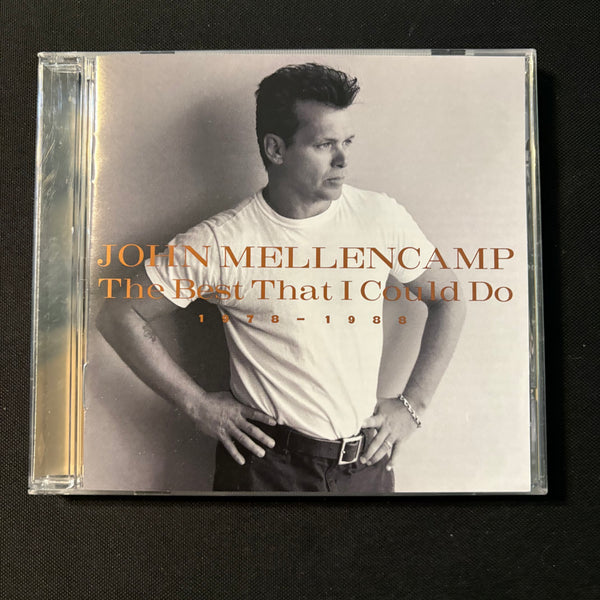 JOHN MELLENCAMP
The Best That I Could Do
1978-1988